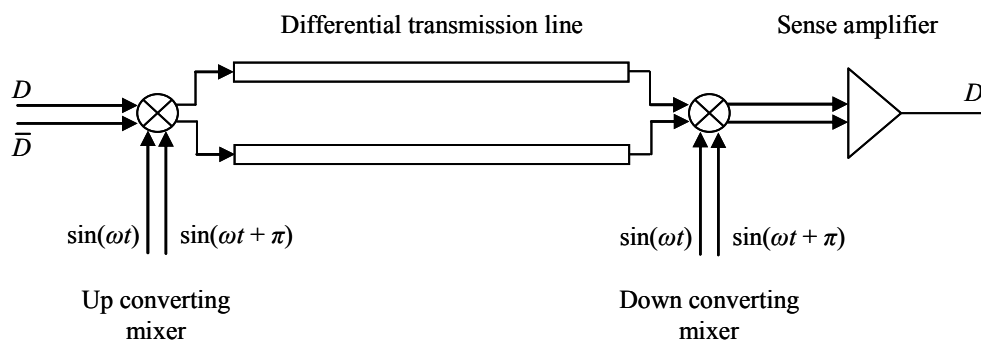 Differential transmission line
Sense amplifier
D
D̅
D
sin(ωt)
sin(ωt + π)
sin(ωt)
sin(ωt + π)
Up converting
mixer
Down converting
mixer